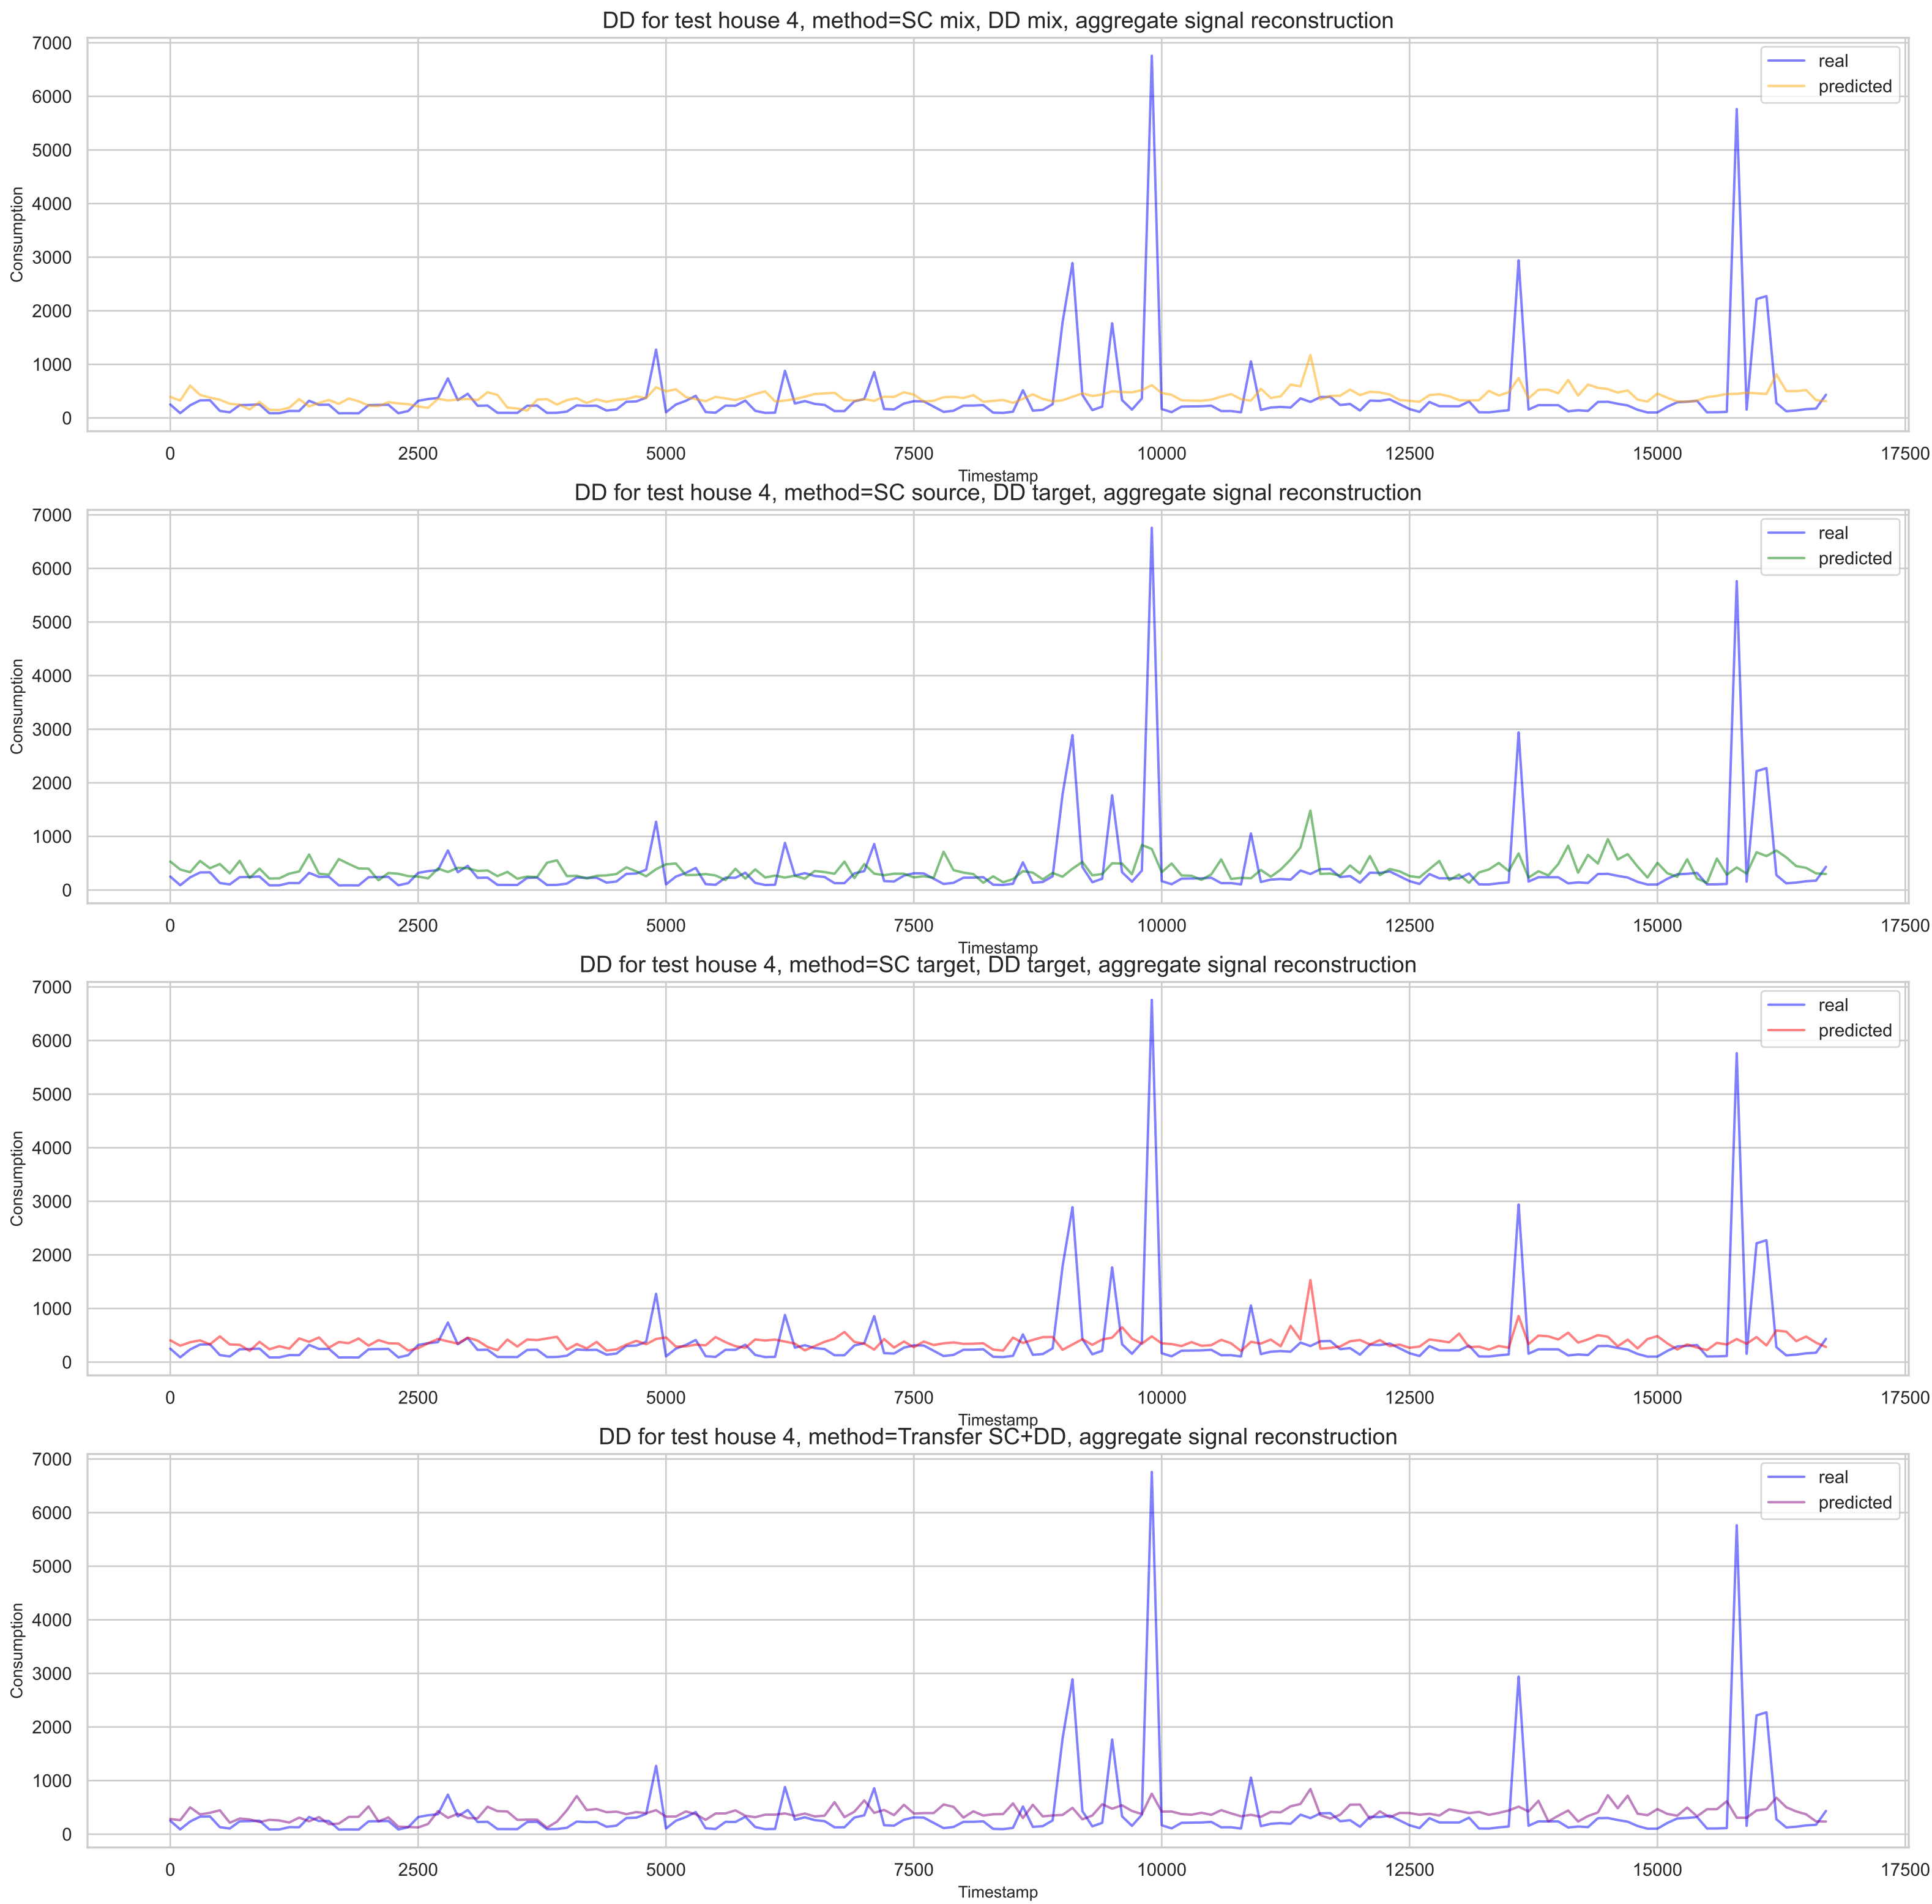 DD for test house 4, method=SC mix, DD mix, aggregate signal reconstruction
7000
6000
5000
4000
3000
2000
1000
0
Consumption
real
predicted
0 2500 5000 7500 10000 12500 15000 17500
Timestamp
DD for test house 4, method=SC source, DD target, aggregate signal reconstruction
7000
6000
5000
4000
3000
2000
1000
0
Consumption
real
predicted
0 2500 5000 7500 10000 12500 15000 17500
Timestamp
DD for test house 4, method=SC target, DD target, aggregate signal reconstruction
7000
6000
5000
4000
3000
2000
1000
0
Consumption
real
predicted
0 2500 5000 7500 10000 12500 15000 17500
Timestamp
DD for test house 4, method=Transfer SC+DD, aggregate signal reconstruction
7000
6000
5000
4000
3000
2000
1000
0
Consumption
real
predicted
0 2500 5000 7500 10000 12500 15000 17500
Timestamp